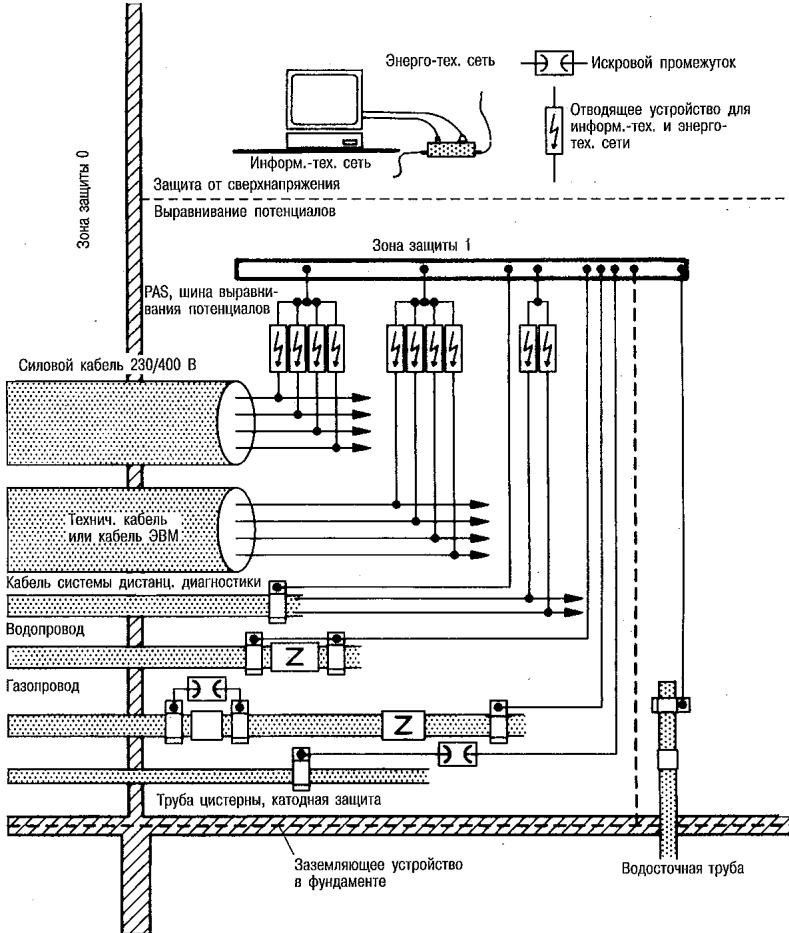 Энерго-тех. сеть
Искровой промежуток
Отводящее устройство для
информ.-тех. и энерго-
тех. сети
Информ.-тех. сеть
Зона защиты 0
Защита от сверхнапряжения
Выравнивание потенциалов
Зона защиты 1
PAS, шина выравни-
вания потенциалов
Силовой кабель 230/400 В
Технич. кабель
или кабель ЭВМ
Кабель системы дистанц. диагностики
Водопровод
Z
Газопровод
Z
Труба цистерны, катодная защита
Заземляющее устройство
в фундаменте
Водосточная труба